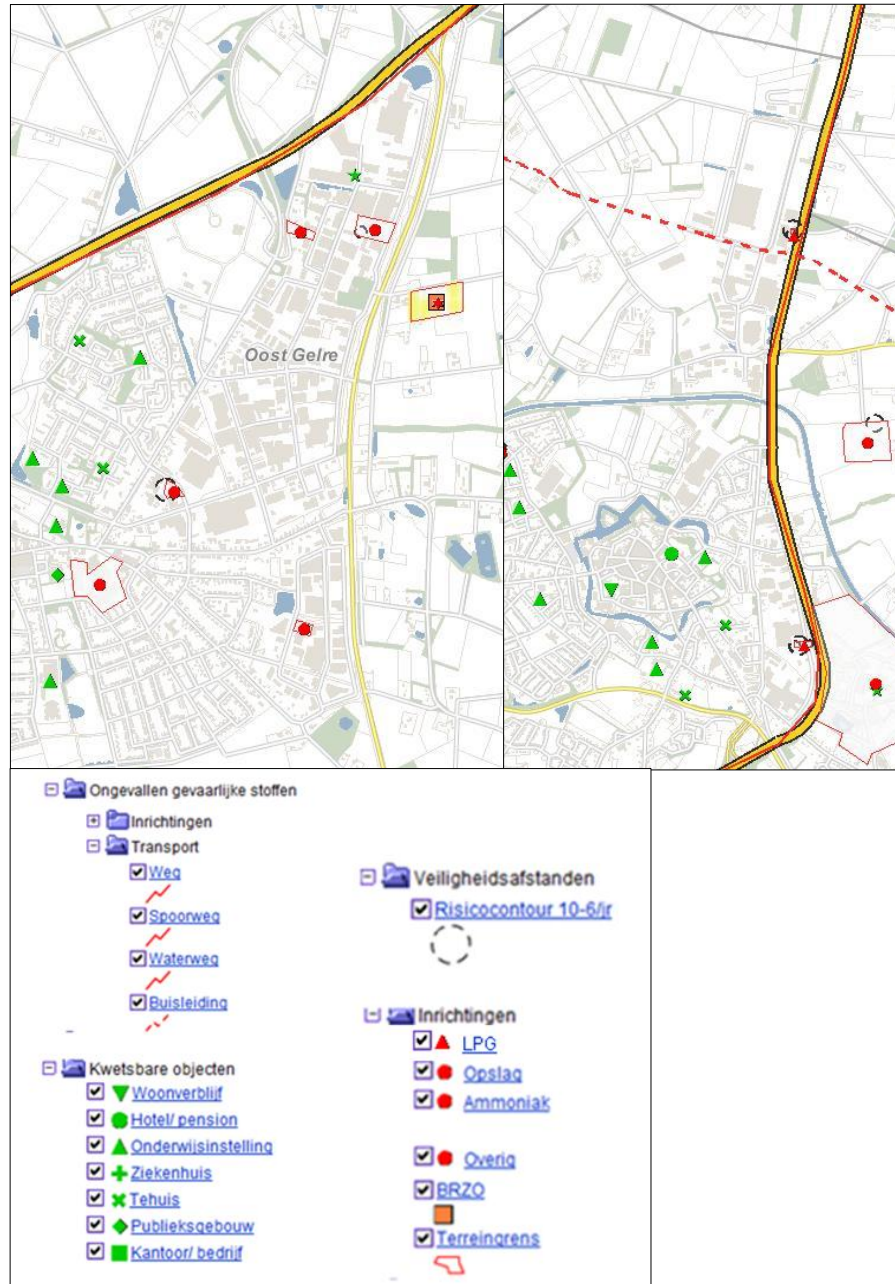 Oost Gelre
Ongevallen gevaarlijke stoffen
Inrichtingen
Transport
Weg
Spoorweg
Waterweg
Buisleiding
Kwetsbare objecten
Woonverblijf
Hotel/ pension
Onderwijsinstelling
Ziekenhuis
Tehuis
Publieksgebouw
Kantoor/ bedrijf
Veiligheidsafstanden
Risicocontour 10-6/jr
Inrichtingen
LPG
Opslag
Ammoniak
Overig
BRZO
Terreingrens